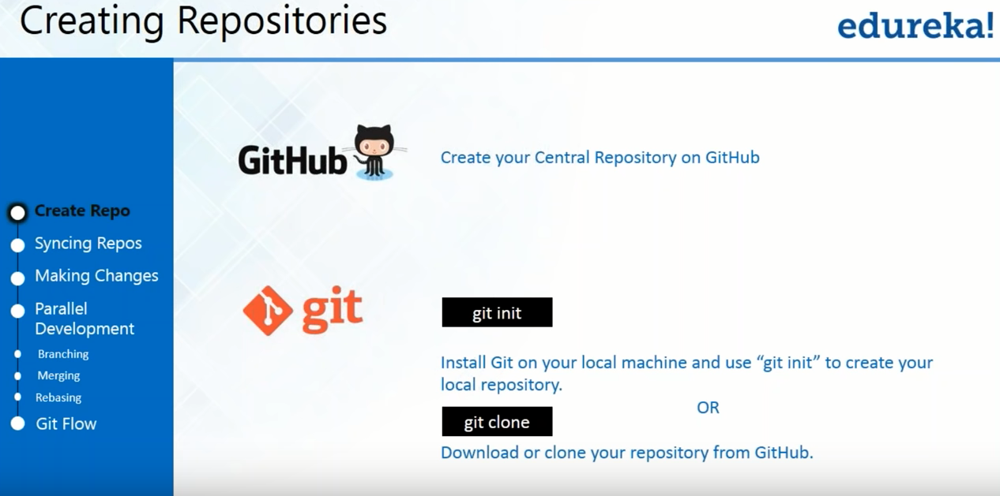 Creating Repositories
edureka!
Create Repo
Syncing Repos
Making Changes
Parallel
Development
Branching
Merging
Rebasing
Git Flow
GitHub
Create your Central Repository on GitHub
git
git init
Install Git on your local machine and use “git init” to create your
local repository.
OR
git clone
Download or clone your repository from GitHub.